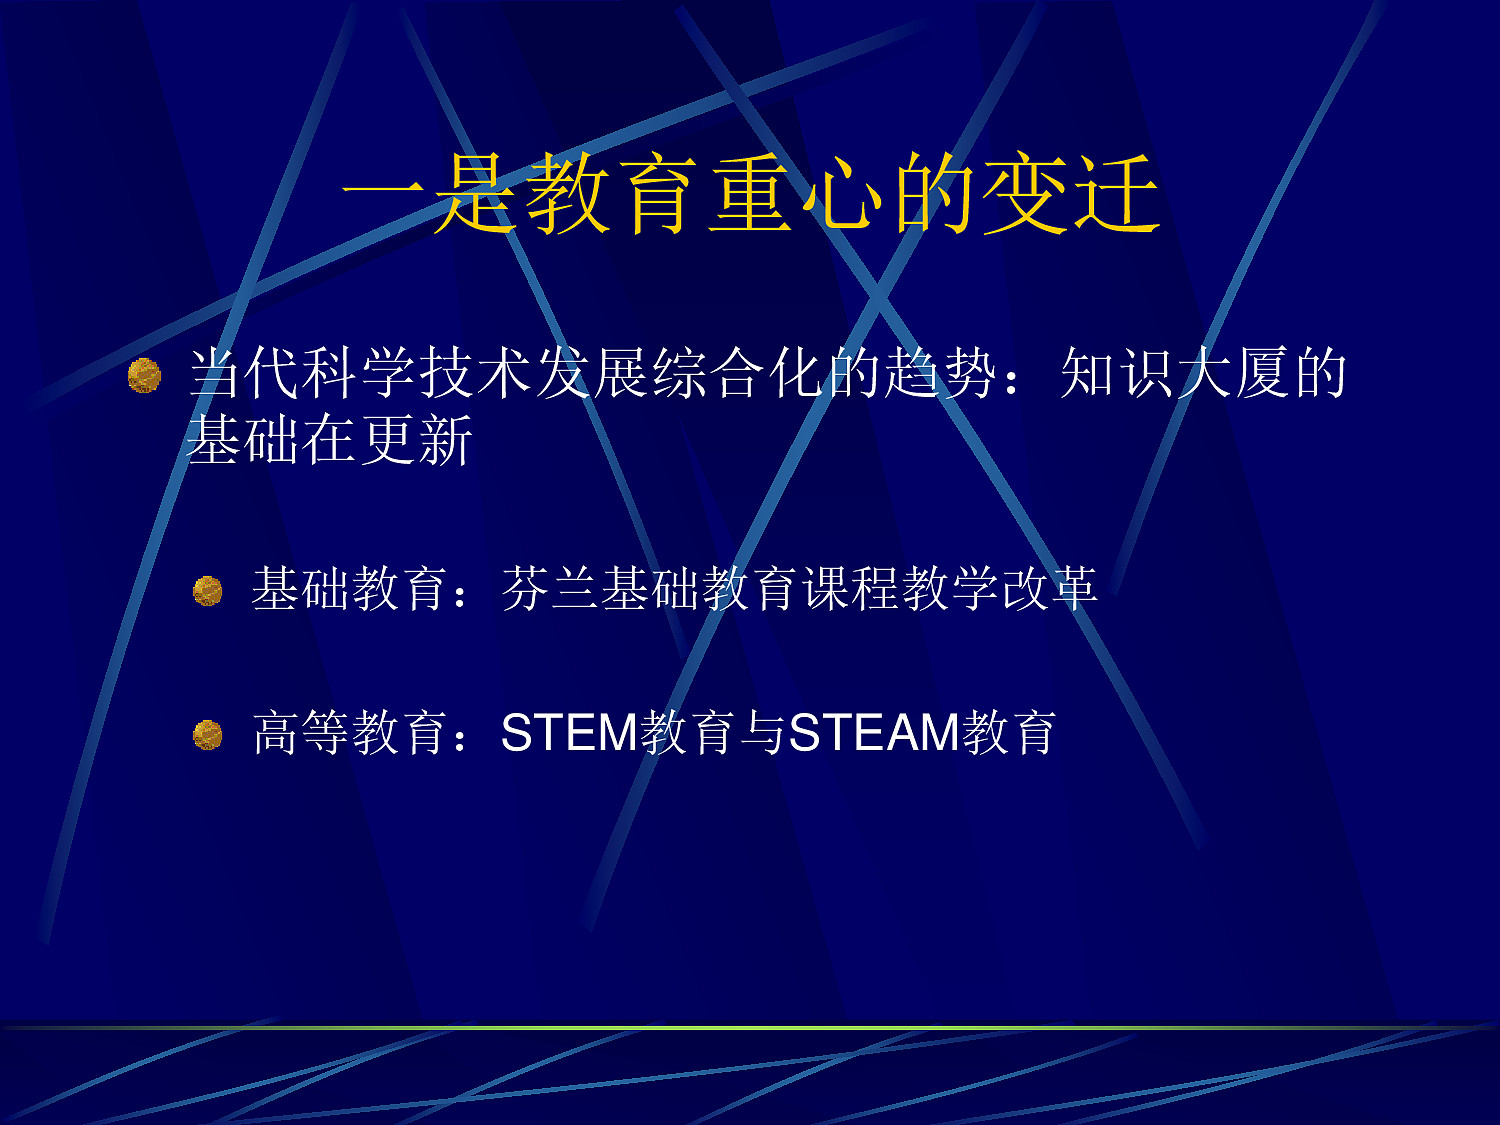 一是教育重心的变迁
当代科学技术发展综合化的趋势：知识大厦的
基础在更新
基础教育：芬兰基础教育课程教学改革
高等教育：STEM教育与STEAM教育